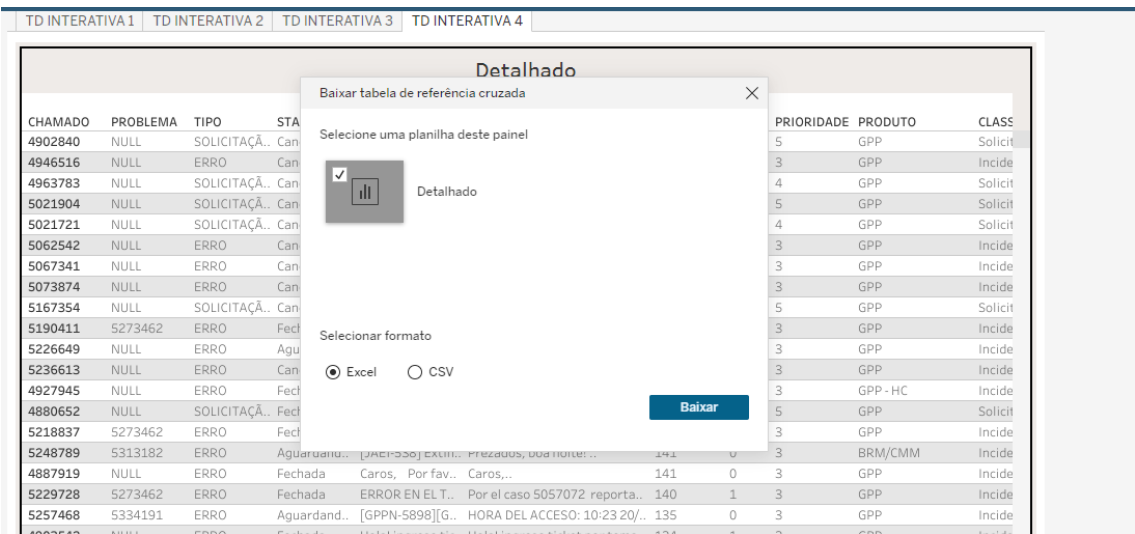 TD INTERATIVA 1 TD INTERATIVA 2 TD INTERATIVA 3 TD INTERATIVA 4
Detalhado
Baixar tabela de referência cruzada
CHAMADO PROBLEMA TIPO STA PRIORIDADE PRODUTO CLASS
Selecione uma planilha deste painel
4902840 NULL SOLICITAÇÃ.. Can 5 GPP Solicit
4946516 NULL ERRO Can 3 GPP Incide
4963783 NULL SOLICITAÇÃ.. Can 4 GPP Solicit
Detalhado
5021904 NULL SOLICITAÇÃ.. Can 5 GPP Solicit
5021721 NULL SOLICITAÇÃ.. Can 4 GPP Solicit
5062542 NULL ERRO Can 3 GPP Incide
5067341 NULL ERRO Can 3 GPP Incide
5073874 NULL ERRO Can 3 GPP Incide
5167354 NULL SOLICITAÇÃ.. Can 5 GPP Solicit
5190411 5273462 ERRO Fech 3 GPP Incide
Selecionar formato
5226649 NULL ERRO Agu 3 GPP Incide
5236613 NULL ERRO Can 3 GPP Incide
Excel CSV
4927945 NULL ERRO Fech 3 GPP - HC Incide
4880652 NULL SOLICITAÇÃ.. Fech 5 GPP Solicit
Baixar
5218837 5273462 ERRO Fech 3 GPP Incide
5248789 5313182 ERRO Aguardand.. [JAEI-538] Extin.. Prezados, boa noite! .. 141 0 3 BRM/CMM Incide
4887919 NULL ERRO Fechada Caros, Por fav.. Caros,.. 141 0 3 GPP Incide
5229728 5273462 ERRO Fechada ERROR EN EL T.. Por el caso 5057072 reporta.. 140 1 3 GPP Incide
5257468 5334191 ERRO Aguardand.. [GPPN-5898][G.. HORA DEL ACCESO: 10:23 20/.. 135 0 3 GPP Incide